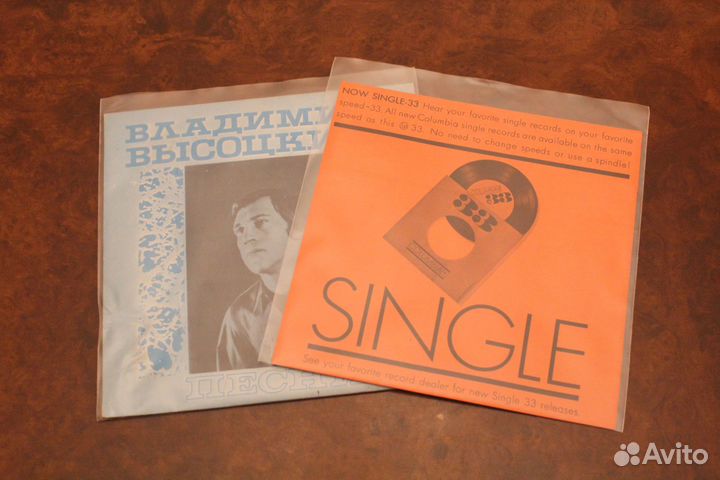 ВЛАДИМИ
ВЫСОЦКИ
ПЕСН
NOW SINGLE-33 Hear your favorite single records on your favorite
speed-33. All new Columbia single records are available on the same
speed as this @ 33. No need to change speeds or use a spindle!
33
SINGLE
See your favorite record dealer for new Single 33 releases.
Avito